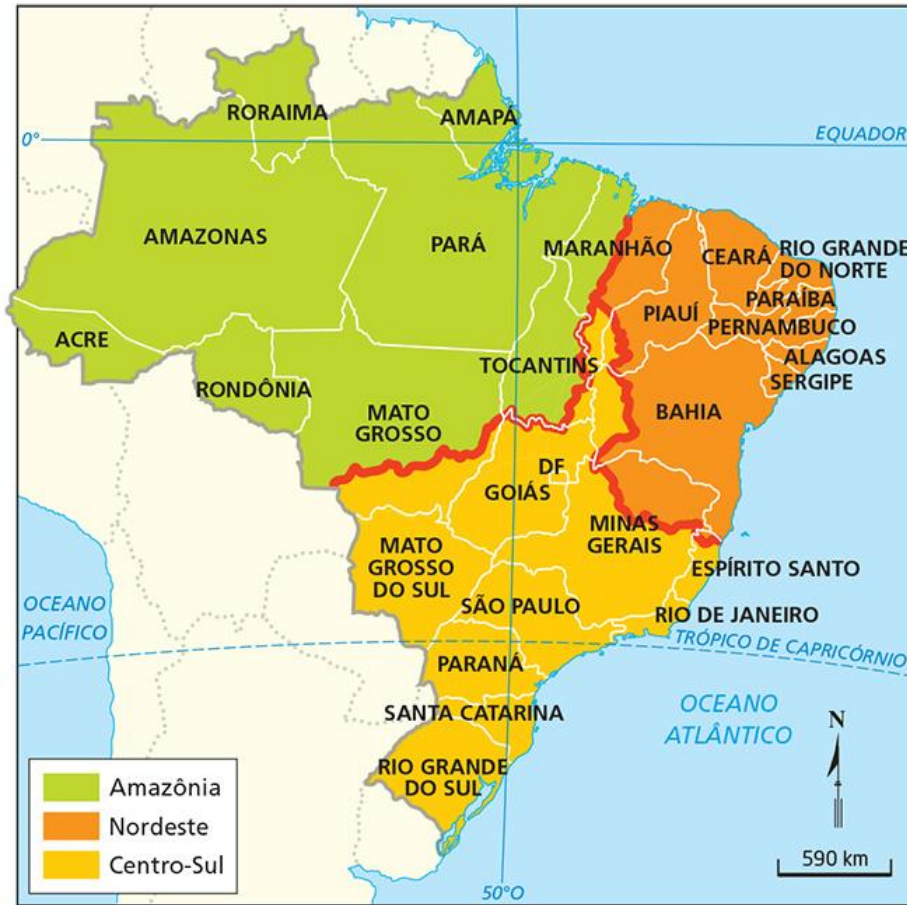 RORAIMA
AMAPÁ
0°
EQUADOR
AMAZONAS
PARÁ
MARANHÃO
CEARÁ
RIO GRANDE
DO NORTE
PARAÍBA
PIAUÍ
PERNAMBUCO
ACRE
ALAGOAS
TOCANTINS
SERGIPE
RONDÔNIA
MATO
GROSSO
BAHIA
DF
GOIÁS
MINAS
GERAIS
MATO
GROSSO
DO SUL
ESPÍRITO SANTO
SÃO PAULO
RIO DE JANEIRO
OCEANO
PACÍFICO
TRÓPICO DE CAPRICÓRNIO
PARANÁ
OCEANO
ATLÂNTICO
SANTA CATARINA
N
RIO GRANDE
DO SUL
Amazônia
Nordeste
Centro-Sul
590 km
50°O